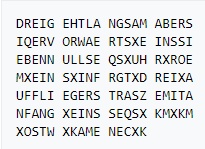 DREIG EHTLA NGSAM ABERS
IQERV ORWAE RTSXE INSSI
EBENN ULLSE QSXUH RXROE
MXEIN SXINF RGTXD REIXA
UFFLI EGERS TRASZ EMITA
NFANG XEINS SEQSX KMXKM
XOSTW XKAME NECXK